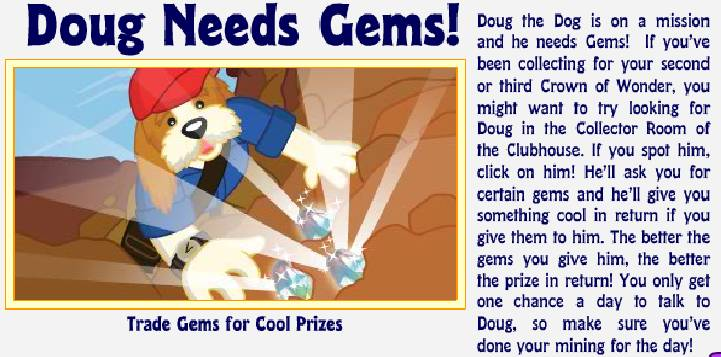 Doug Needs Gems!
Trade Gems for Cool Prizes
Doug the Dog is on a mission
and he needs Gems! If you've
been collecting for your second
or third Crown of Wonder, you
might want to try looking for
Doug in the Collector Room of
the Clubhouse. If you spot him,
click on him! He'll ask you for
certain gems and he'll give you
something cool in return if you
give them to him. The better the
gems you give him, the better
the prize in return! You only get
one chance a day to talk to
Doug, so make sure you've
done your mining for the day!